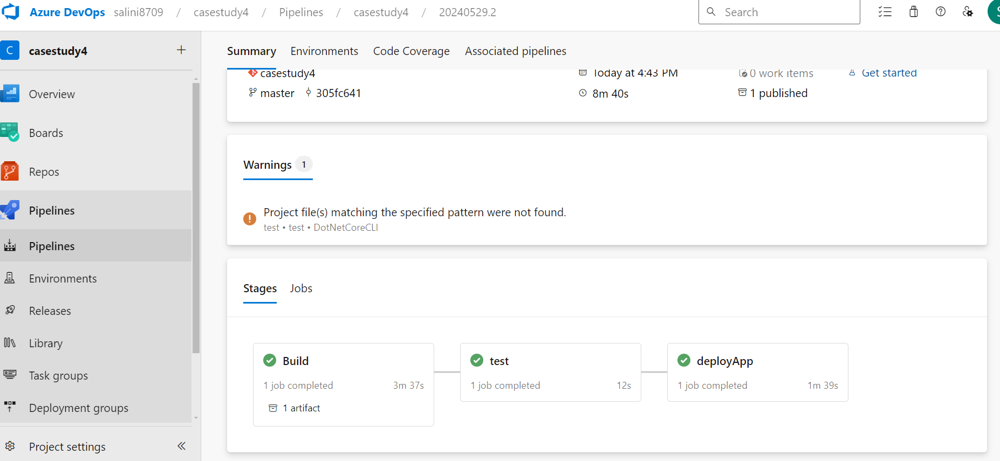 Azure DevOps salini8709 / casestudy4 / Pipelines / casestudy4 / 20240529.2
Search
S
C casestudy4
Overview
Boards
Repos
Pipelines
Pipelines
Environments
Releases
Library
Task groups
Deployment groups
Project settings
Summary Environments Code Coverage Associated pipelines
casestudy4 Today at 4:43 PM 0 work items Get started
master 305fc641 8m 40s 1 published
Warnings 1
Project file(s) matching the specified pattern were not found.
test • test • DotNetCoreCLI
Stages Jobs
Build
1 job completed 3m 37s
1 artifact
test
1 job completed 12s
deployApp
1 job completed 1m 39s